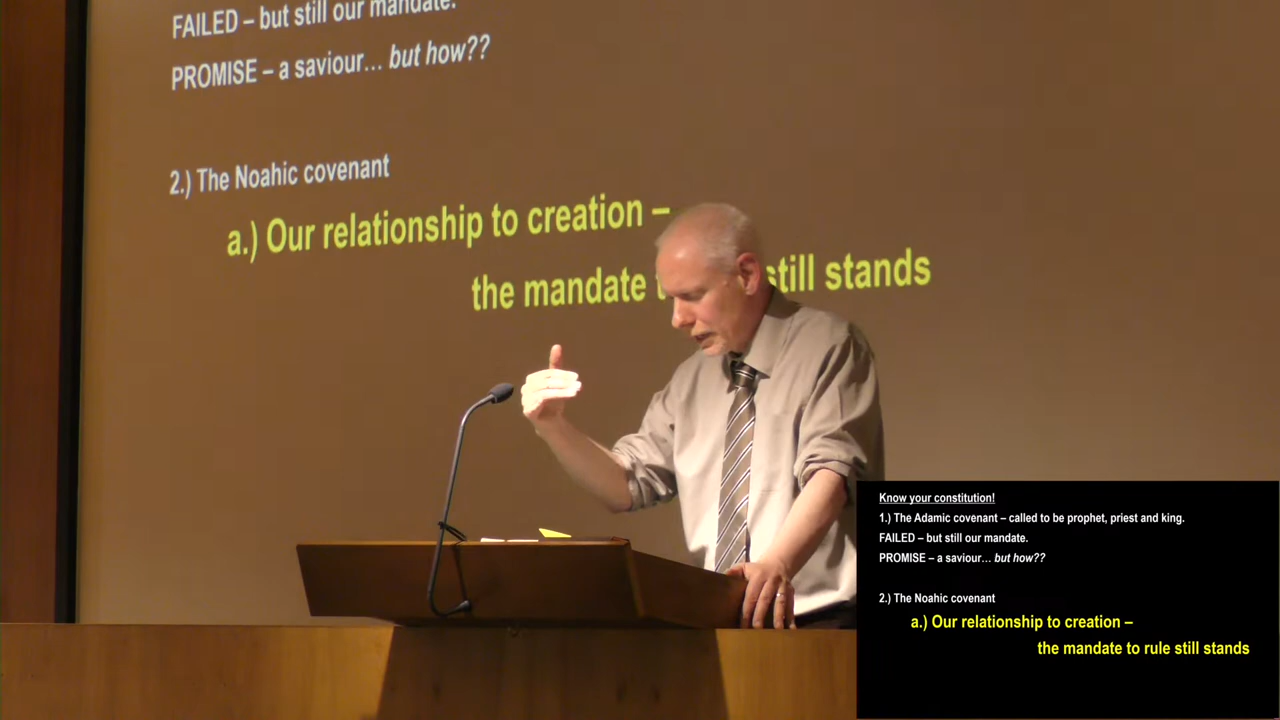 FAILED – but still our mandate.
PROMISE – a saviour... but how??
2.) The Noahic covenant
a.) Our relationship to creation –
the mandate still stands
Know your constitution!
1.) The Adamic covenant – called to be prophet, priest and king.
FAILED – but still our mandate.
PROMISE – a saviour... but how??
2.) The Noahic covenant
a.) Our relationship to creation –
the mandate to rule still stands